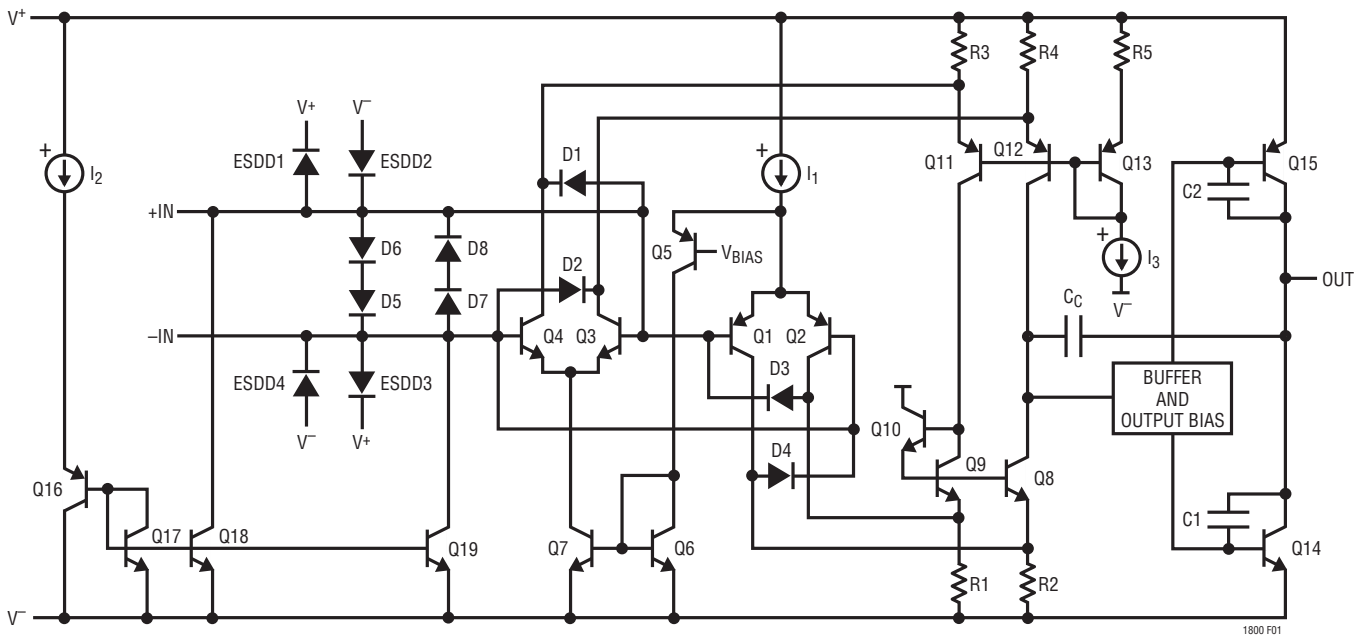 V+
R3
R4
R5
V+
V–
+
I2
ESDD1
ESDD2
D1
+
I1
Q11
Q12
Q13
Q15
C2
+IN
D6
D8
Q5
VBIAS
+
I3
V–
OUT
D2
D5
D7
CC
–IN
Q4
Q3
Q1
Q2
ESDD4
ESDD3
D3
BUFFER
AND
OUTPUT BIAS
V–
V+
Q10
D4
Q9
Q8
Q16
C1
Q17
Q18
Q19
Q7
Q6
Q14
R1
R2
V–
1800 F01